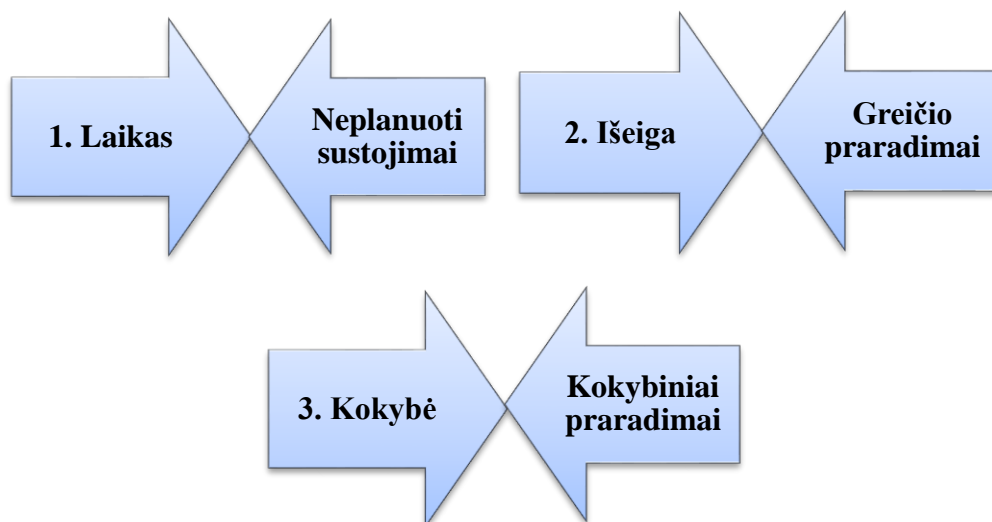 1. Laikas
Neplanuoti
sustojimai
2. Išeiga
Greičio
praradimai
3. Kokybė
Kokybiniai
praradimai